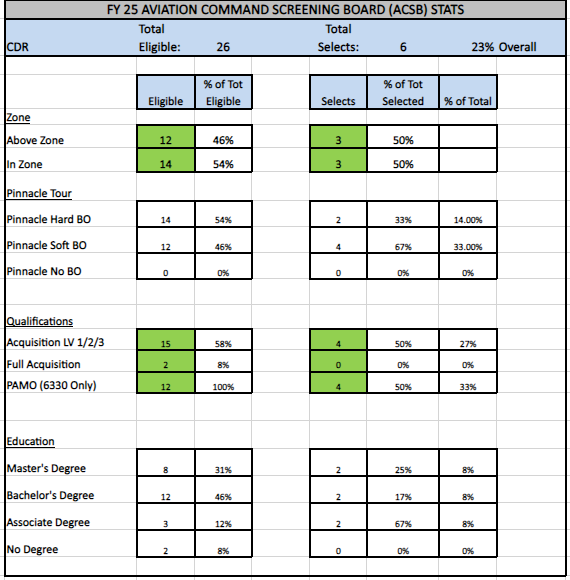 FY 25 AVIATION COMMAND SCREENING BOARD (ACSB) STATS
Total Total
CDR Eligible: 26 Selects: 6 23% Overall
% of Tot % of Tot
Eligible Eligible Selects Selected % of Total
Zone
Above Zone 12 46% 3 50%
In Zone 14 54% 3 50%
Pinnacle Tour
Pinnacle Hard BO 14 54% 2 33% 14.00%
Pinnacle Soft BO 12 46% 4 67% 33.00%
Pinnacle No BO 0 0% 0 0% 0%
Qualifications
Acquisition LV 1/2/3 15 58% 4 50% 27%
Full Acquisition 2 8% 0 0% 0%
PAMO (6330 Only) 12 100% 4 50% 33%
Education
Master's Degree 8 31% 2 25% 8%
Bachelor's Degree 12 46% 2 17% 8%
Associate Degree 3 12% 2 67% 8%
No Degree 2 8% 0 0% 0%